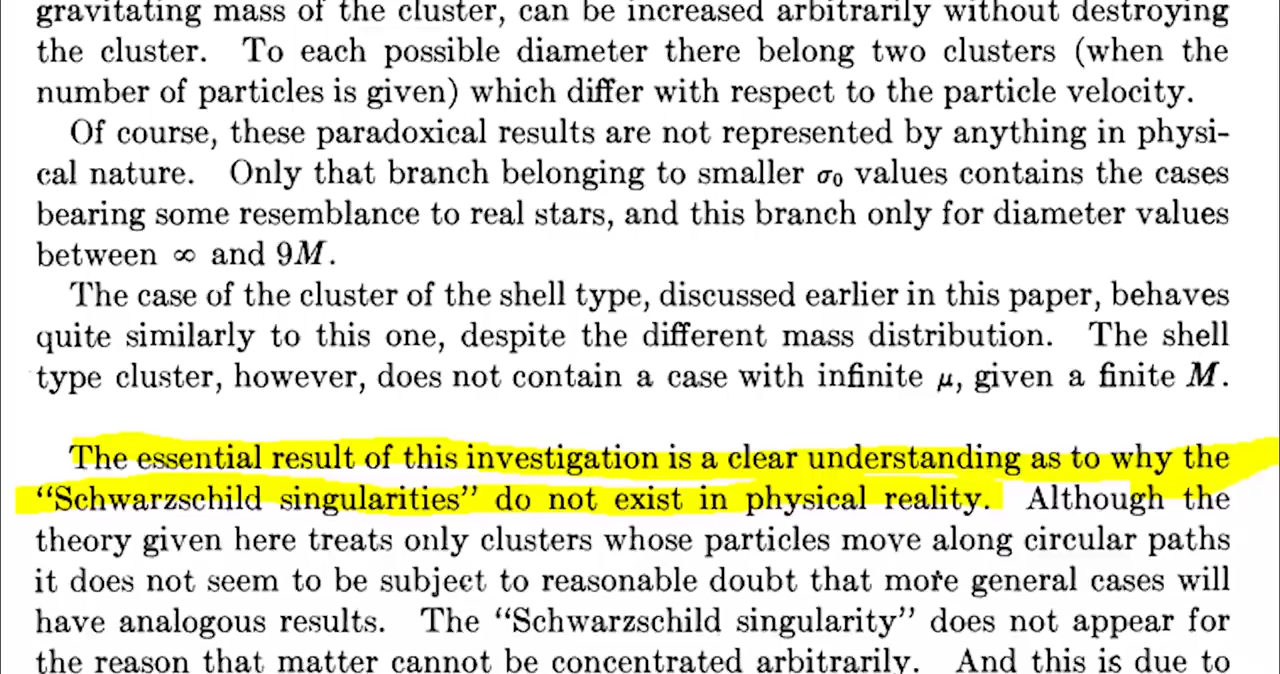 gravitating mass of the cluster, can be increased arbitrarily without destroying
the cluster. To each possible diameter there belong two clusters (when the
number of particles is given) which differ with respect to the particle velocity.
Of course, these paradoxical results are not represented by anything in physi-
cal nature. Only that branch belonging to smaller σ₀ values contains the cases
bearing some resemblance to real stars, and this branch only for diameter values
between ∞ and 9M.
The case of the cluster of the shell type, discussed earlier in this paper, behaves
quite similarly to this one, despite the different mass distribution. The shell
type cluster, however, does not contain a case with infinite μ, given a finite M.
The essential result of this investigation is a clear understanding as to why the
“Schwarzschild singularities” do not exist in physical reality. Although the
theory given here treats only clusters whose particles move along circular paths
it does not seem to be subject to reasonable doubt that more general cases will
have analogous results. The “Schwarzschild singularity” does not appear for
the reason that matter cannot be concentrated arbitrarily. And this is due to